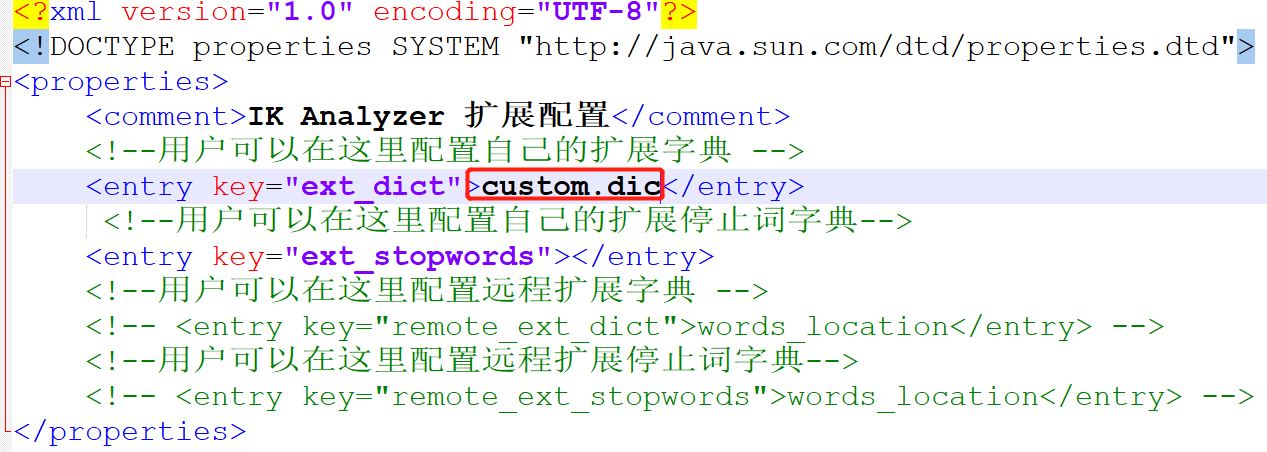 <?xml version="1.0" encoding="UTF-8"?>
<!DOCTYPE properties SYSTEM "http://java.sun.com/dtd/properties.dtd">
<properties>
<comment>IK Analyzer 扩展配置</comment>
<!--用户可以在这里配置自己的扩展字典 -->
<entry key="ext_dict">custom.dic</entry>
<!--用户可以在这里配置自己的扩展停止词字典-->
<entry key="ext_stopwords"></entry>
<!--用户可以在这里配置远程扩展字典 -->
<!-- <entry key="remote_ext_dict">words_location</entry> -->
<!--用户可以在这里配置远程扩展停止词字典-->
<!-- <entry key="remote_ext_stopwords">words_location</entry> -->
</properties>